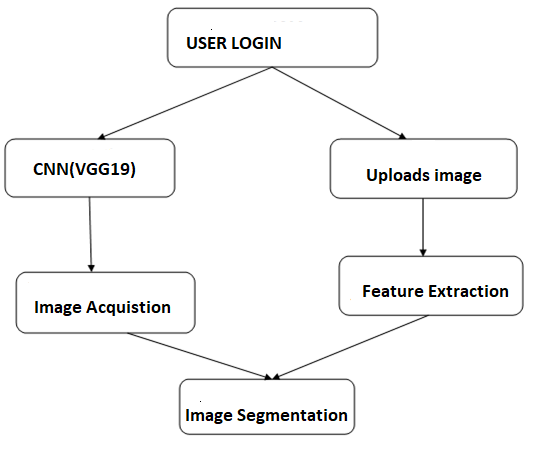 USER LOGIN
CNN(VGG19)
Uploads image
Image Acquistion
Feature Extraction
Image Segmentation